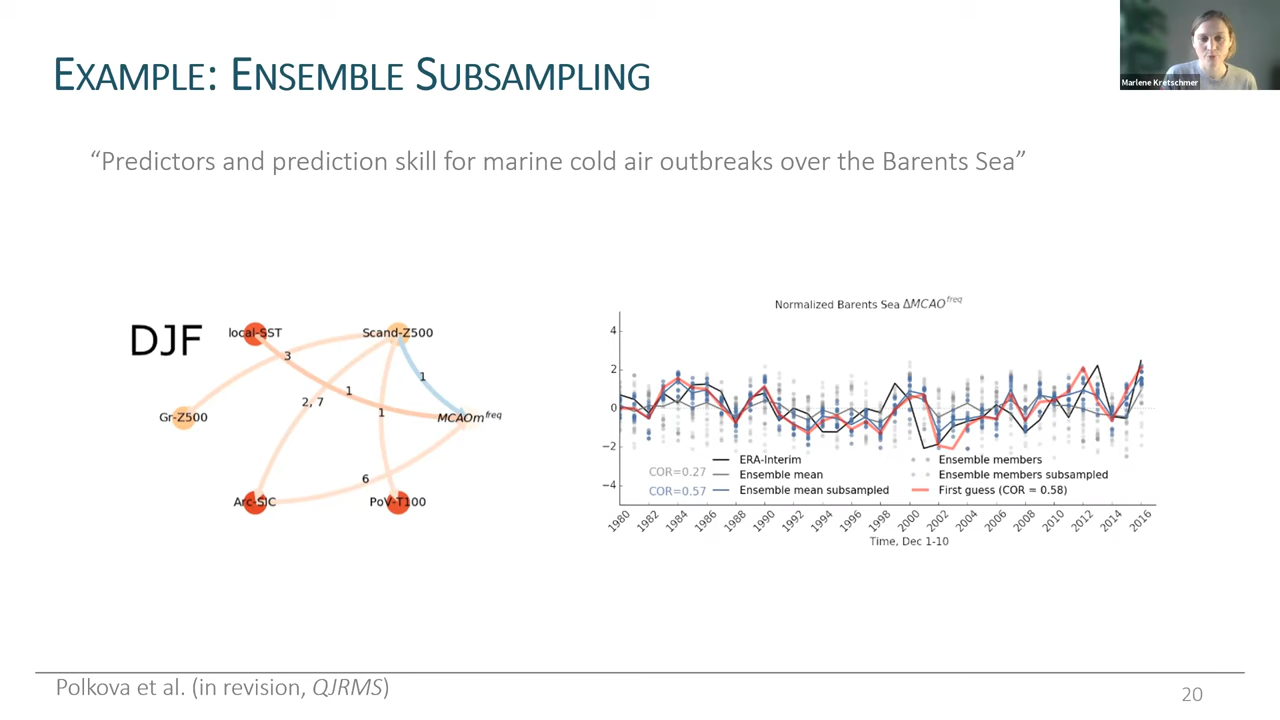 EXAMPLE: ENSEMBLE SUBSAMPLING
Marlene Kretschmer
“Predictors and prediction skill for marine cold air outbreaks over the Barents Sea”
DJF
local-SST
Scand-Z500
3
1
1
2, 7
1
Gr-Z500
MCAOm^freq
6
Arc-SIC
PoV-T100
Normalized Barents Sea ΔMCAO^freq
4
2
0
−2
−4
COR=0.27
COR=0.57
ERA-Interim
Ensemble mean
Ensemble mean subsampled
Ensemble members
Ensemble members subsampled
First guess (COR = 0.58)
1980 1982 1984 1986 1988 1990 1992 1994 1996 1998 2000 2002 2004 2006 2008 2010 2012 2014 2016
Time, Dec 1-10
Polkova et al. (in revision, QJRMS)
20